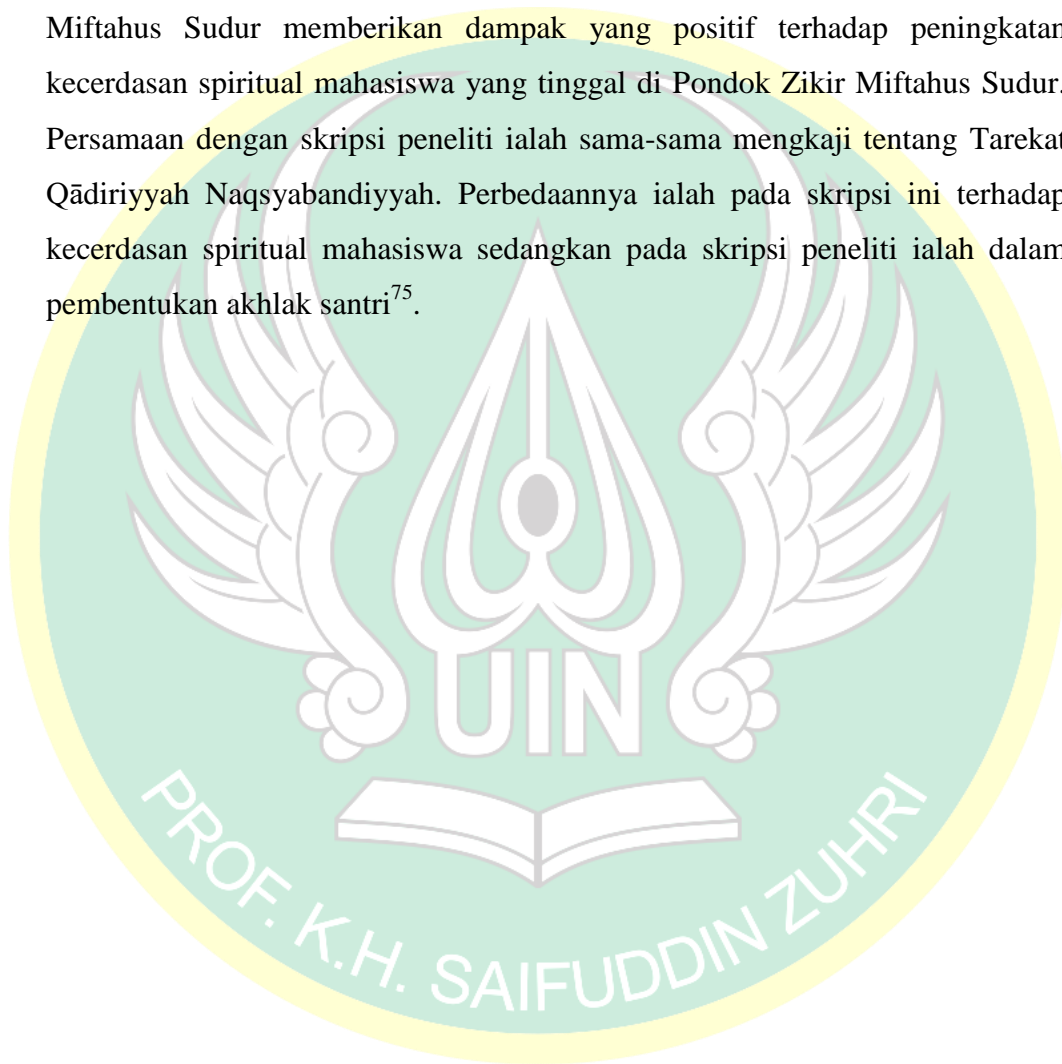 Miftahus Sudur memberikan dampak yang positif terhadap peningkatan
kecerdasan spiritual mahasiswa yang tinggal di Pondok Zikir Miftahus Sudur.
Persamaan dengan skripsi peneliti ialah sama-sama mengkaji tentang Tarekat
Qādiriyyah Naqsyabandiyyah. Perbedaannya ialah pada skripsi ini terhadap
kecerdasan spiritual mahasiswa sedangkan pada skripsi peneliti ialah dalam
pembentukan akhlak santri75.
UIN
PROF. K.H. SAIFUDDIN ZUHRI